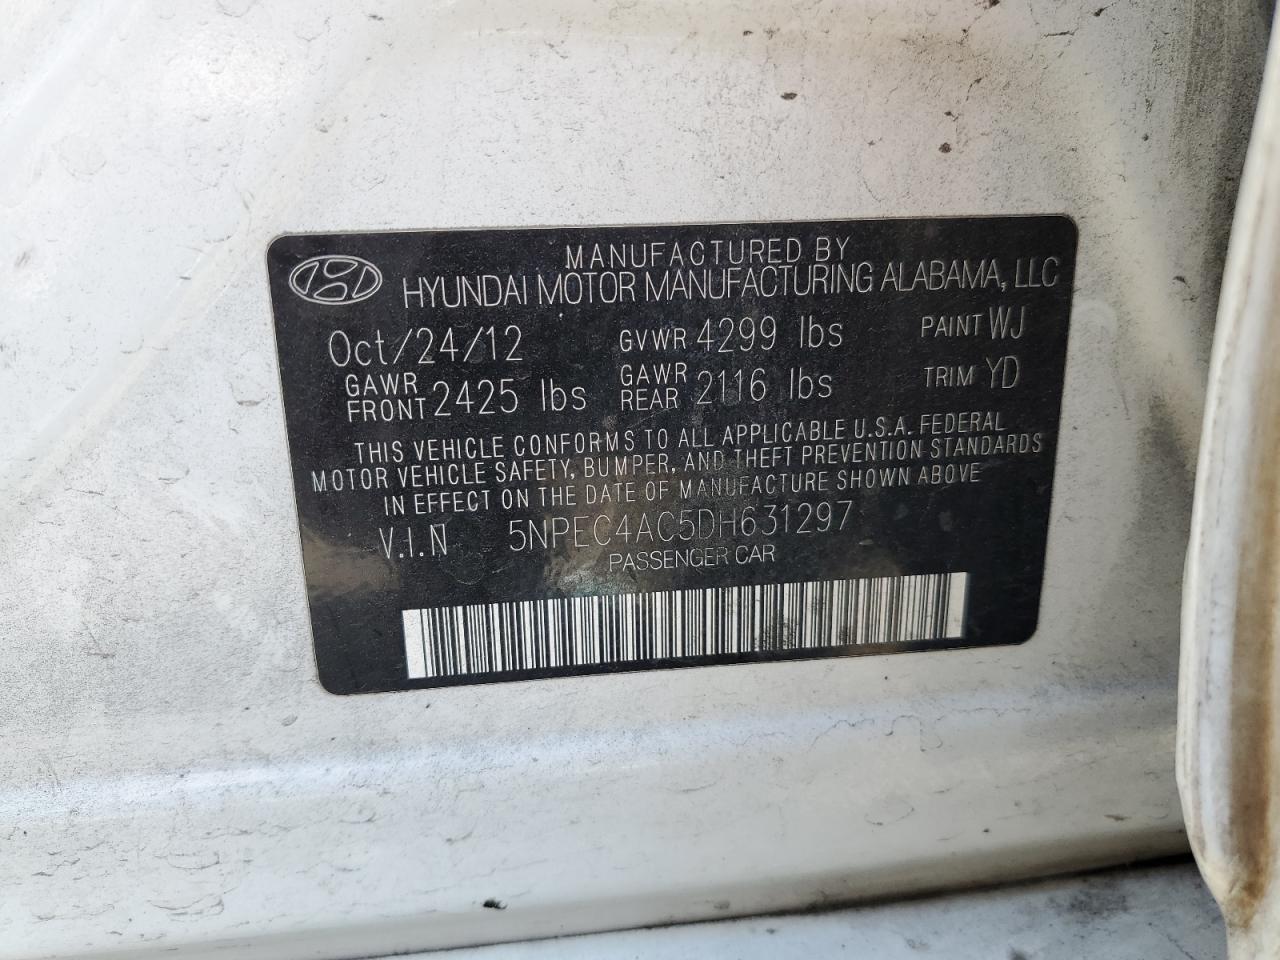 MANUFACTURED BY
HYUNDAI MOTOR MANUFACTURING ALABAMA, LLC
Oct/24/12 GVWR 4299 lbs PAINT WJ
GAWR FRONT 2425 lbs GAWR REAR 2116 lbs TRIM YD
THIS VEHICLE CONFORMS TO ALL APPLICABLE U.S.A. FEDERAL
MOTOR VEHICLE SAFETY, BUMPER, AND THEFT PREVENTION STANDARDS
IN EFFECT ON THE DATE OF MANUFACTURE SHOWN ABOVE
V.I.N 5NPEC4AC5DH631297
PASSENGER CAR